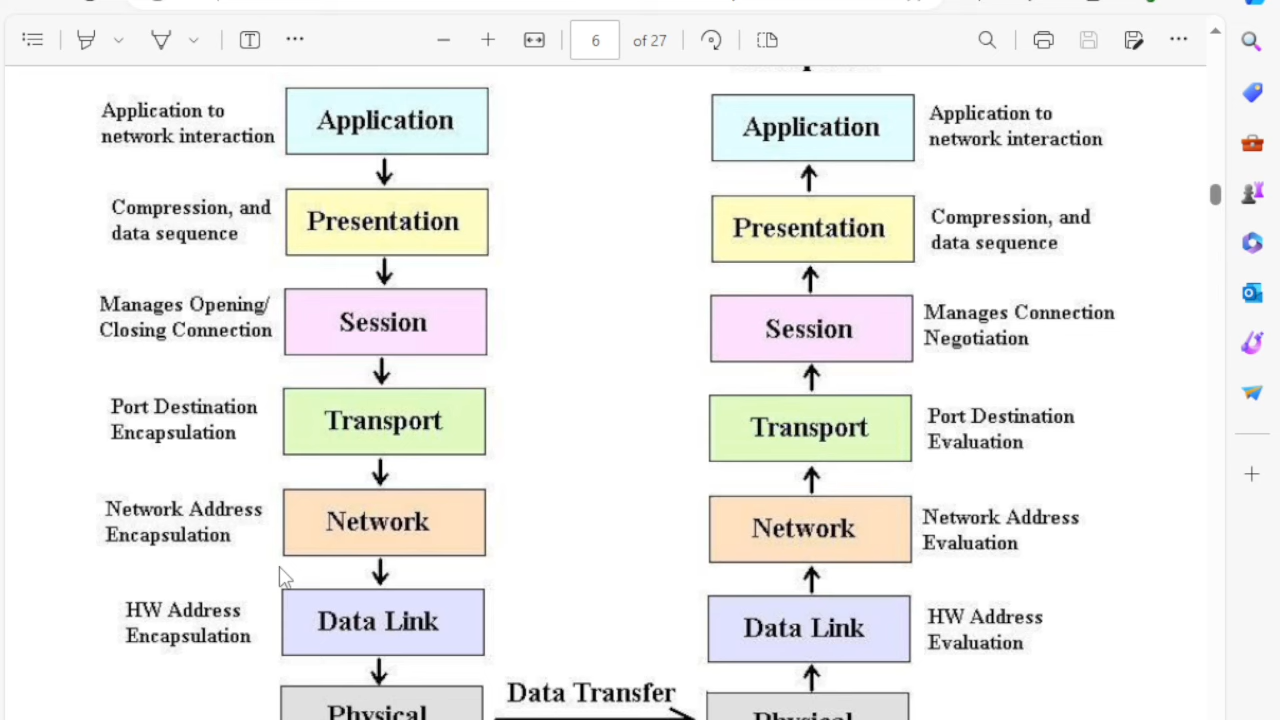 6 of 27
Application to
network interaction
Application
Application
Application to
network interaction
Compression, and
data sequence
Presentation
Presentation
Compression, and
data sequence
Manages Opening/
Closing Connection
Session
Session
Manages Connection
Negotiation
Port Destination
Encapsulation
Transport
Transport
Port Destination
Evaluation
Network Address
Encapsulation
Network
Network
Network Address
Evaluation
HW Address
Encapsulation
Data Link
Data Link
HW Address
Evaluation
Data Transfer
Physical
Physical